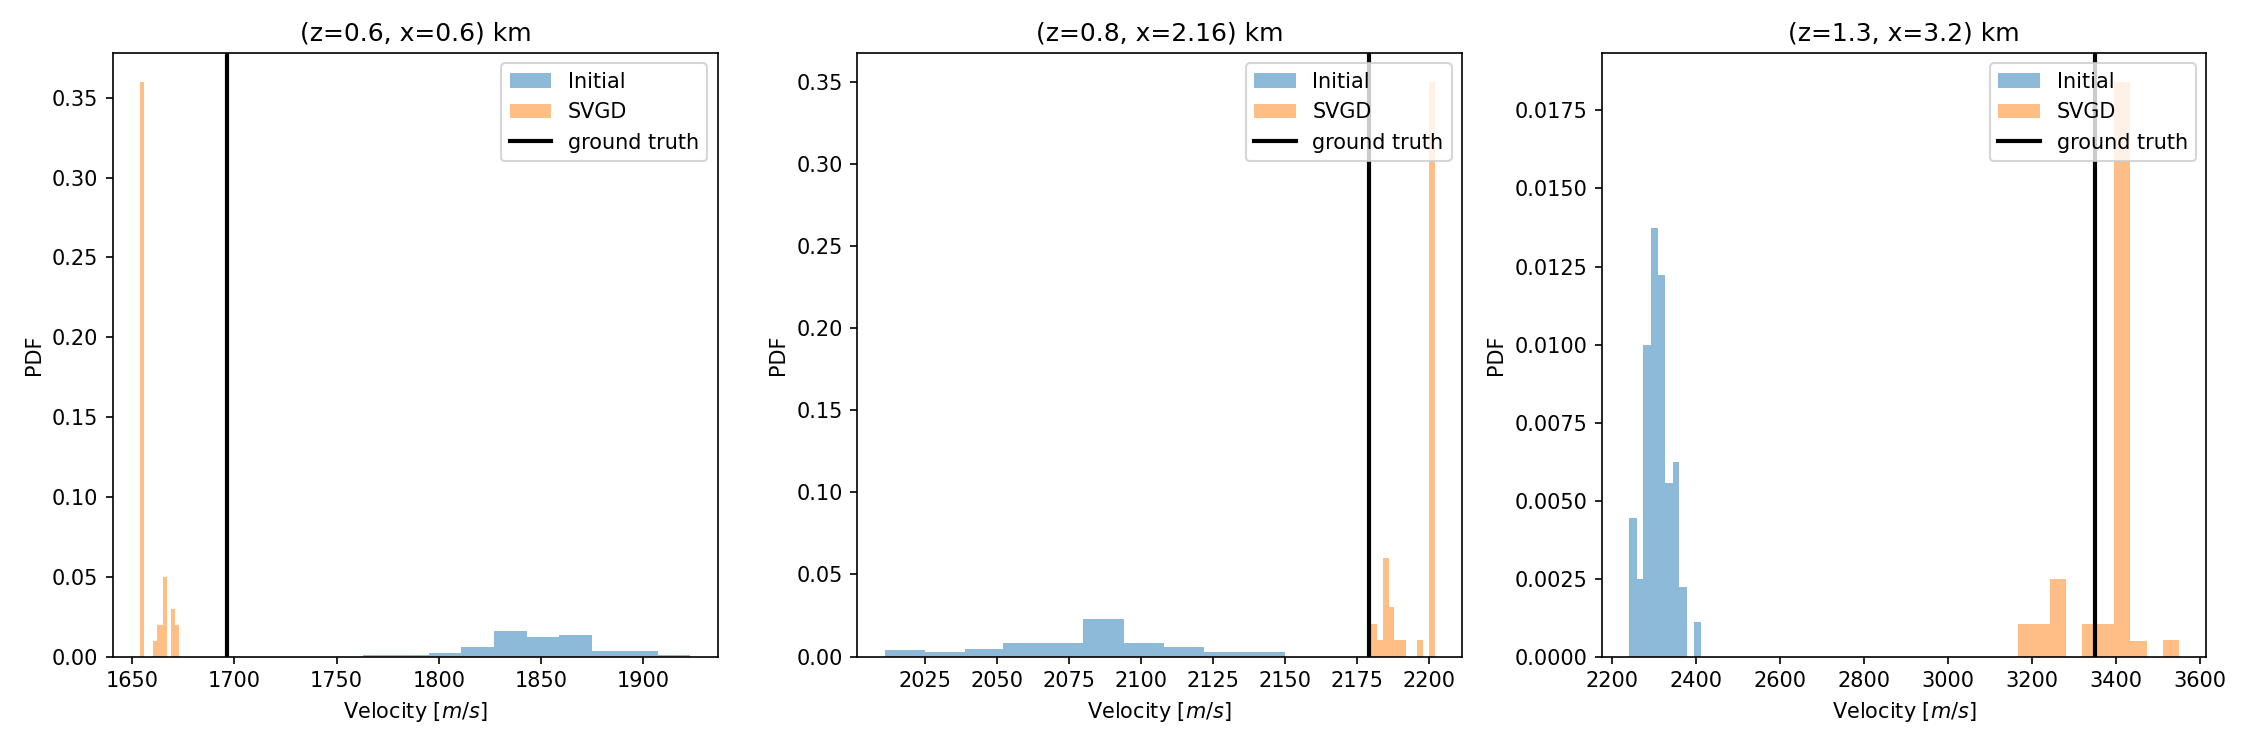 (z=0.6, x=0.6) km
PDF
0.35
0.30
0.25
0.20
0.15
0.10
0.05
0.00
1650 1700 1750 1800 1850 1900
Velocity [m/s]
Initial
SVGD
ground truth
(z=0.8, x=2.16) km
PDF
0.35
0.30
0.25
0.20
0.15
0.10
0.05
0.00
2025 2050 2075 2100 2125 2150 2175 2200
Velocity [m/s]
Initial
SVGD
ground truth
(z=1.3, x=3.2) km
PDF
0.0175
0.0150
0.0125
0.0100
0.0075
0.0050
0.0025
0.0000
2200 2400 2600 2800 3000 3200 3400 3600
Velocity [m/s]
Initial
SVGD
ground truth